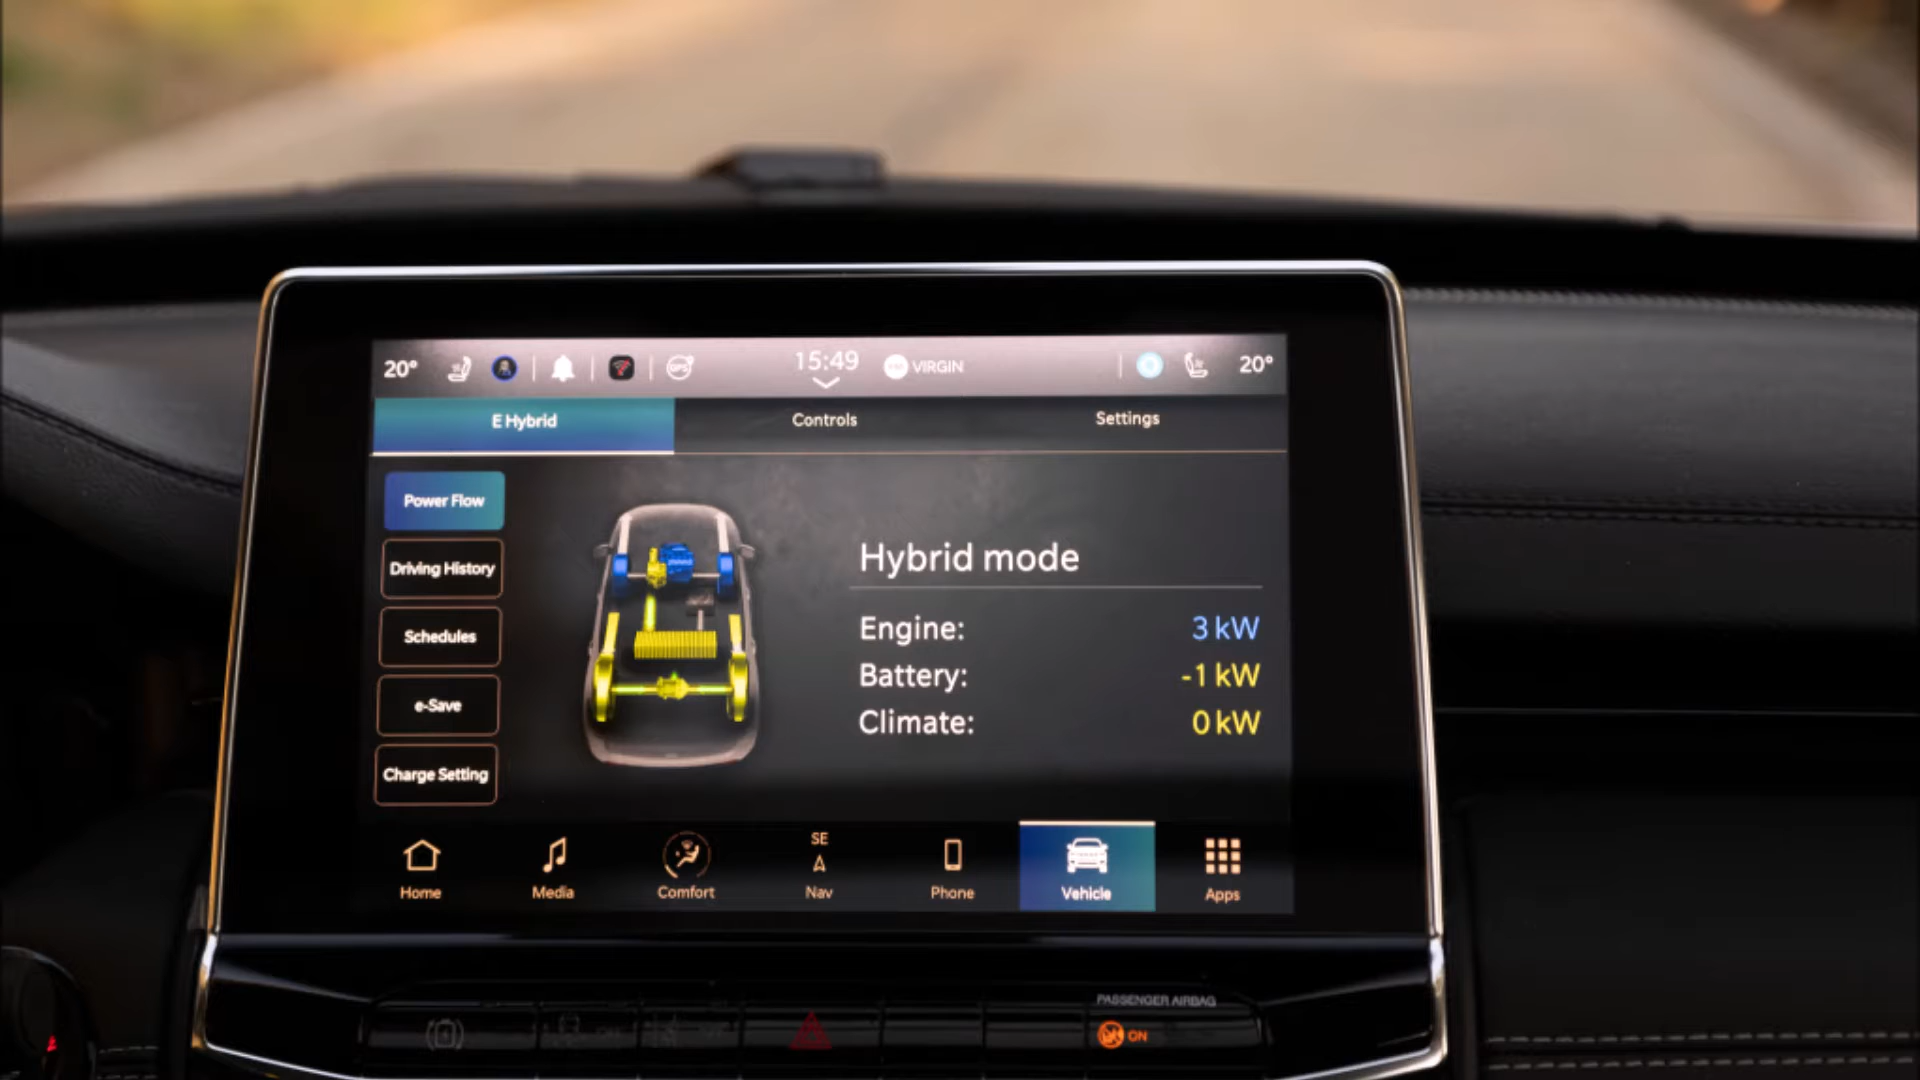 20° GPS 15:49 VIRGIN 20°
E Hybrid Controls Settings
Power Flow
Driving History
Schedules
e-Save
Charge Setting
Hybrid mode
Engine: 3 kW
Battery: -1 kW
Climate: 0 kW
SE
Home Media Comfort Nav Phone Vehicle Apps
PASSENGER AIRBAG
ON